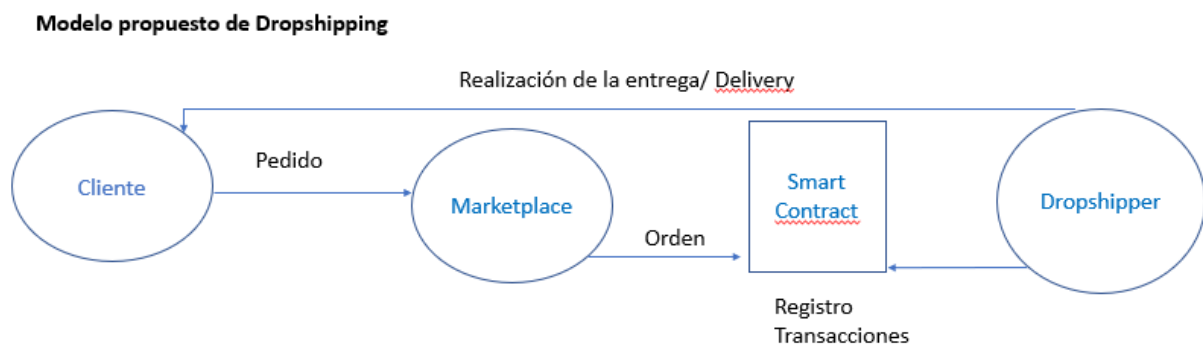 Modelo propuesto de Dropshipping
Realización de la entrega/ Delivery
Cliente
Pedido
Marketplace
Orden
Smart
Contract
Registro
Transacciones
Dropshipper